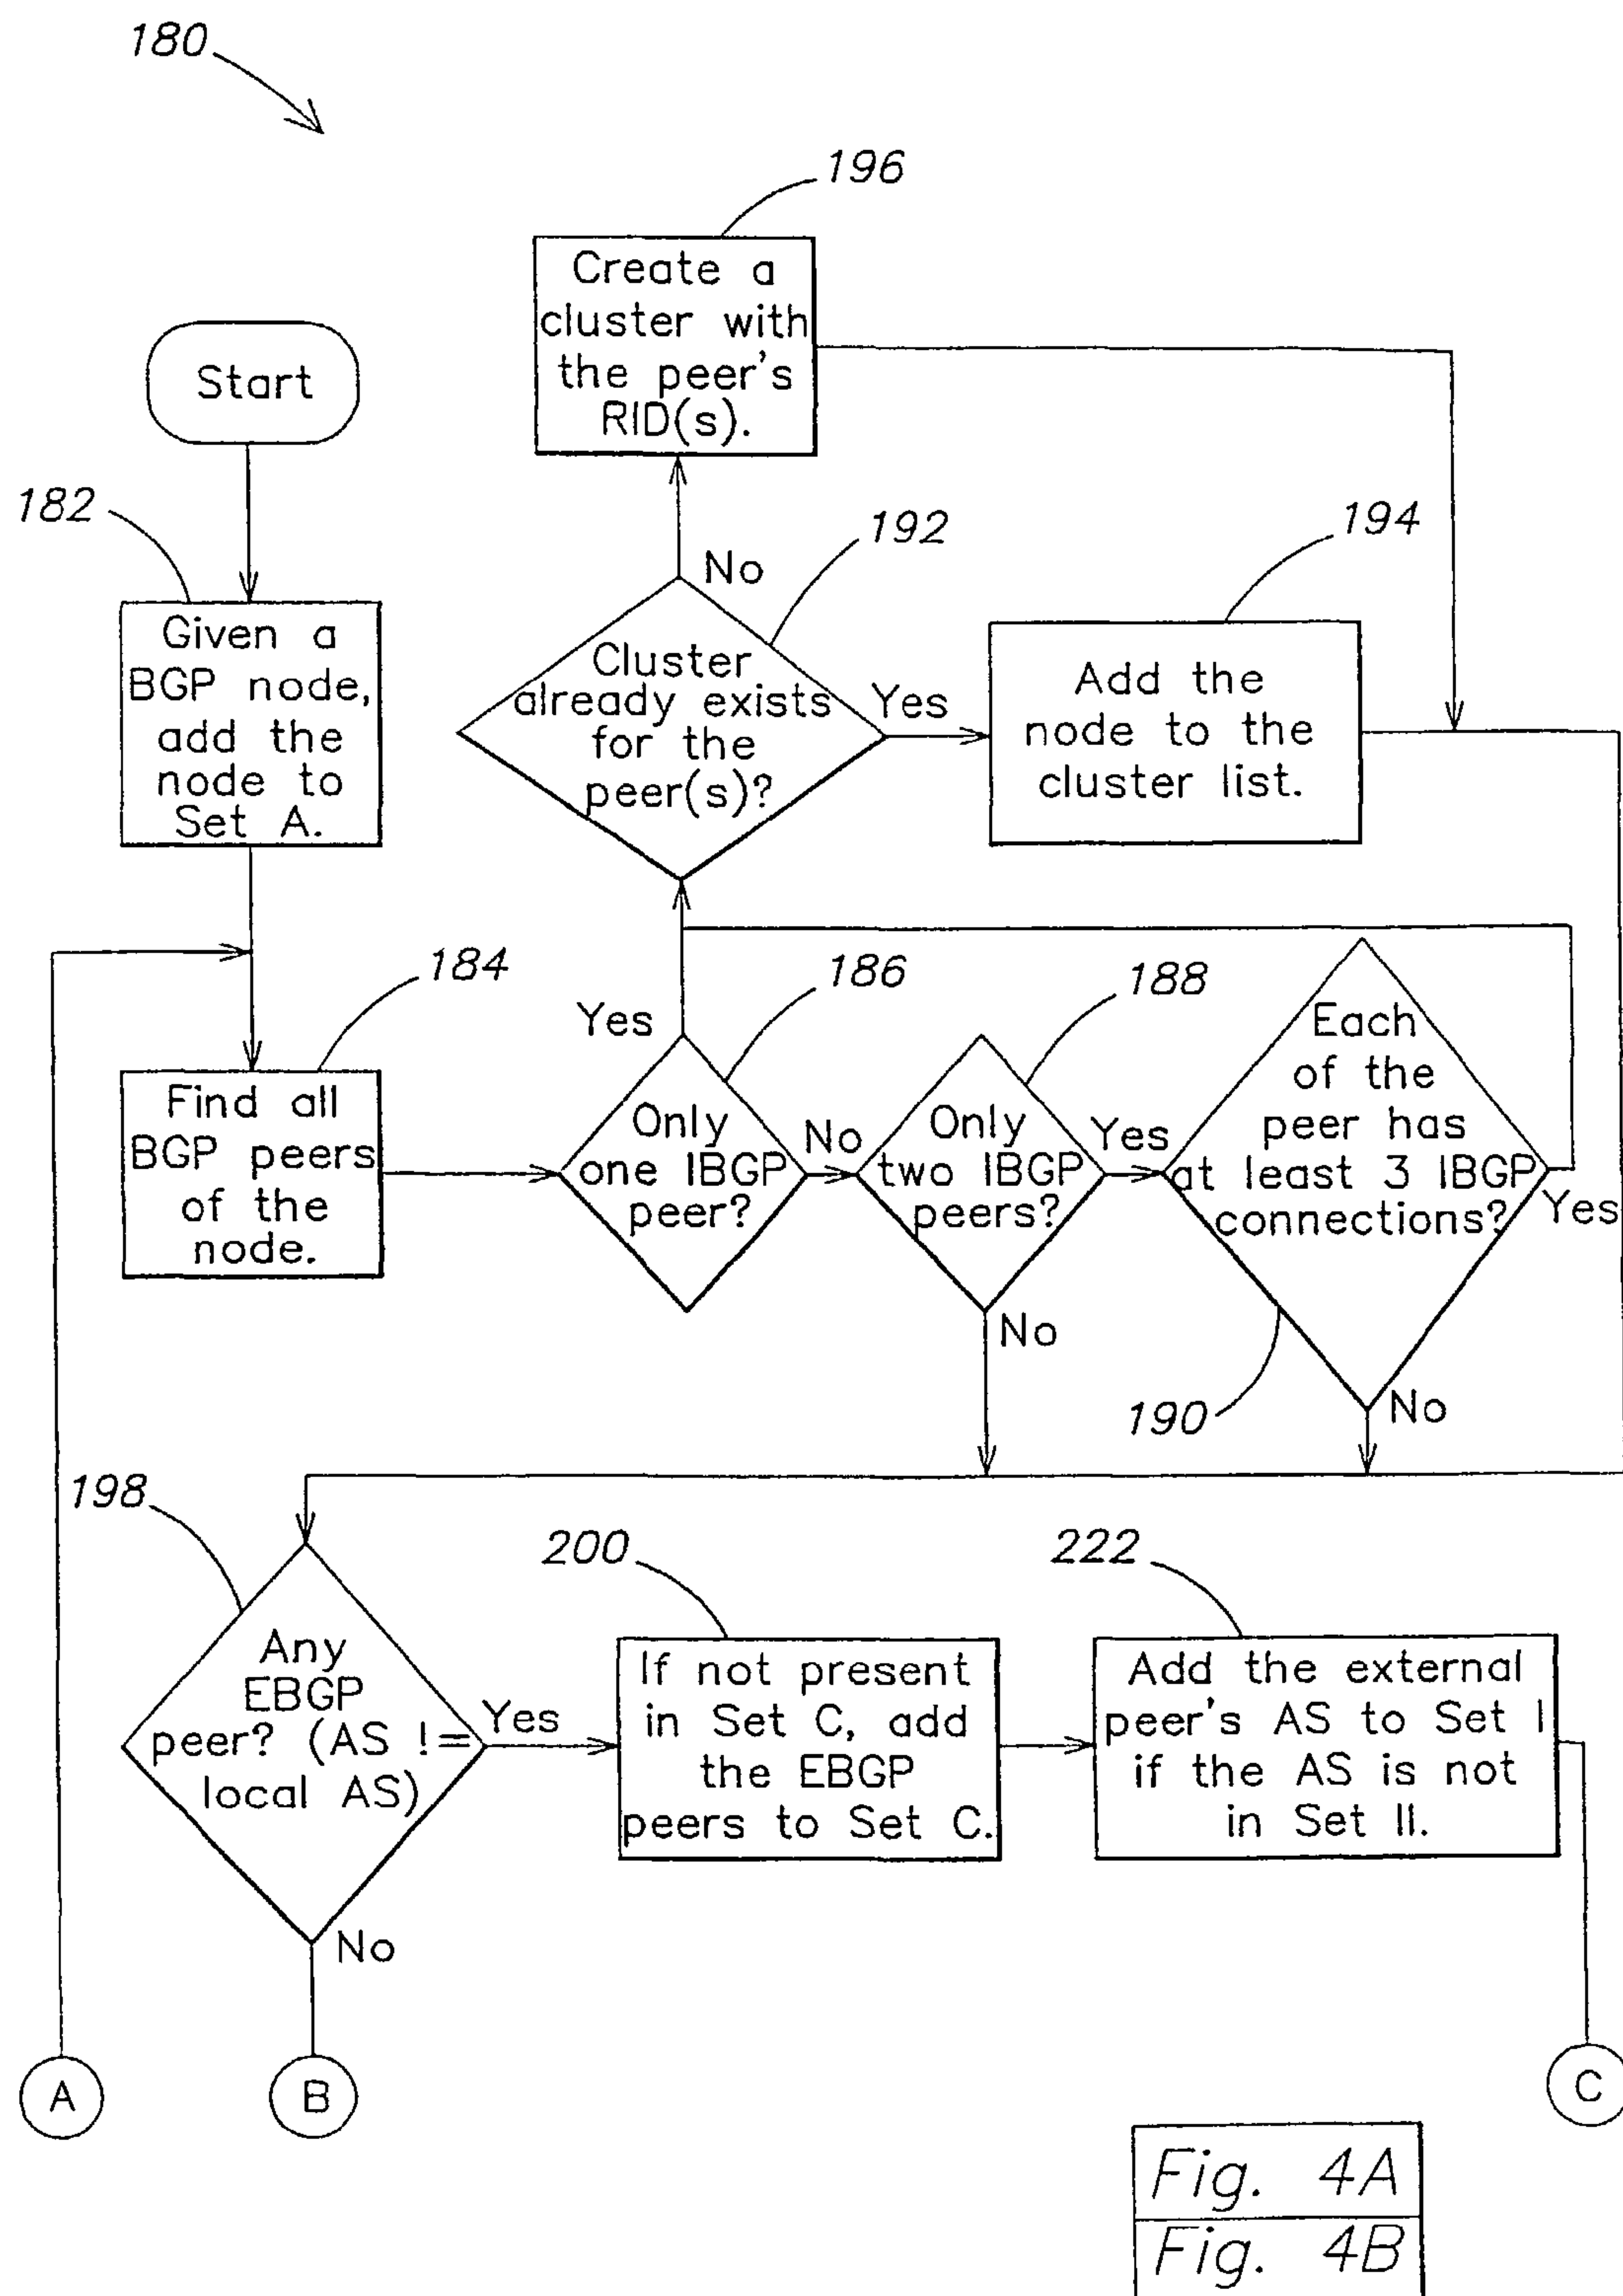 180
196
Create a
cluster with
the peer's
RID(s).
Start
182
Given a
BGP node,
add the
node to
Set A.
192
No
Cluster
already exists
for the
peer(s)?
Yes
194
Add the
node to the
cluster list.
184
Find all
BGP peers
of the
node.
Yes
186
Only
one IBGP
peer?
No
188
Only
two IBGP
peers?
Yes
No
Each
of the
peer has
at least 3 IBGP
connections?
Yes
190
No
198
Any
EBGP
peer? (AS !=
local AS)
Yes
No
200
If not present
in Set C, add
the EBGP
peers to Set C.
222
Add the external
peer's AS to Set I
if the AS is not
in Set II.
A
B
C
Fig. 4A
Fig. 4B